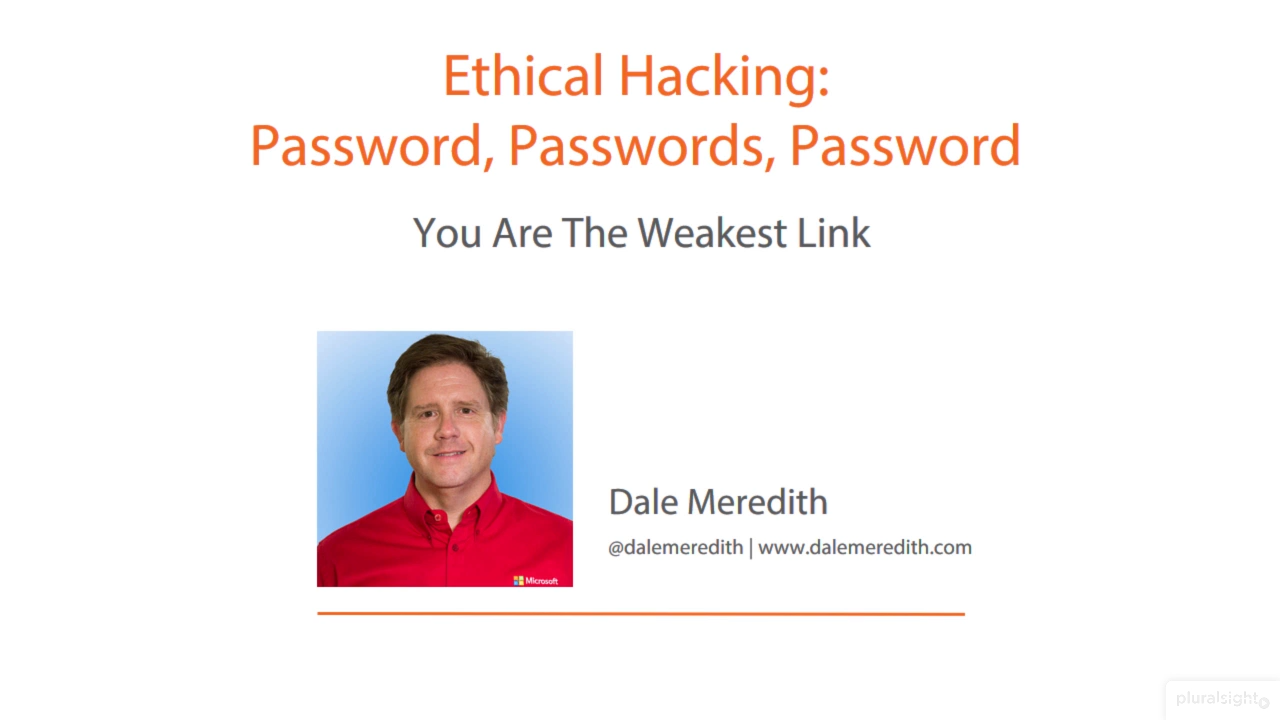 Ethical Hacking:
Password, Passwords, Password
You Are The Weakest Link
Dale Meredith
@dalemeredith | www.dalemeredith.com
Microsoft
pluralsight